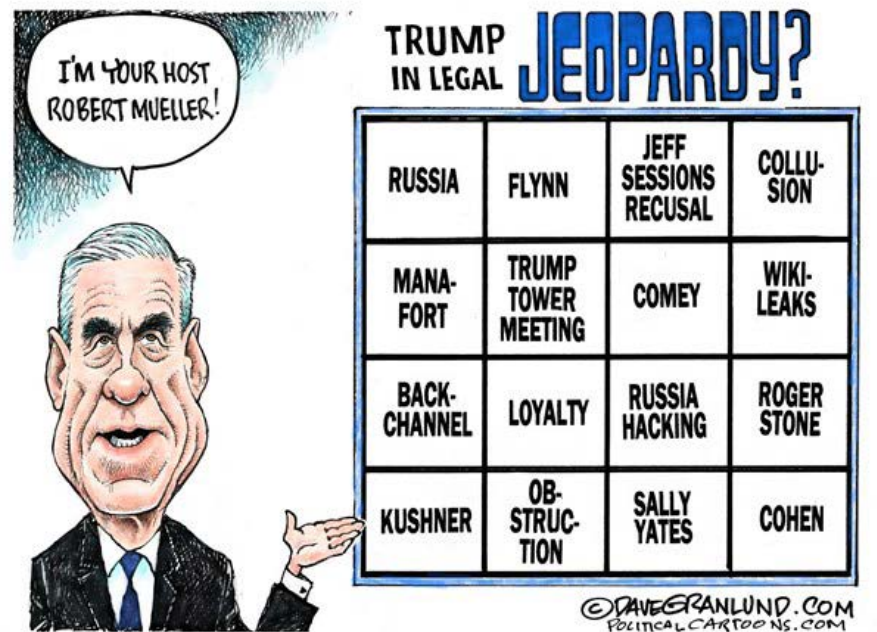 I'M YOUR HOST
ROBERT MUELLER!
TRUMP
IN LEGAL
JEOPARDY?
RUSSIA
FLYNN
JEFF
SESSIONS
RECUSAL
COLLU-
SION
MANA-
FORT
TRUMP
TOWER
MEETING
COMEY
WIKI-
LEAKS
BACK-
CHANNEL
LOYALTY
RUSSIA
HACKING
ROGER
STONE
KUSHNER
OB-
STRUC-
TION
SALLY
YATES
COHEN
©DAVEGRANLUND.COM
POLITICALCARTOONS.COM